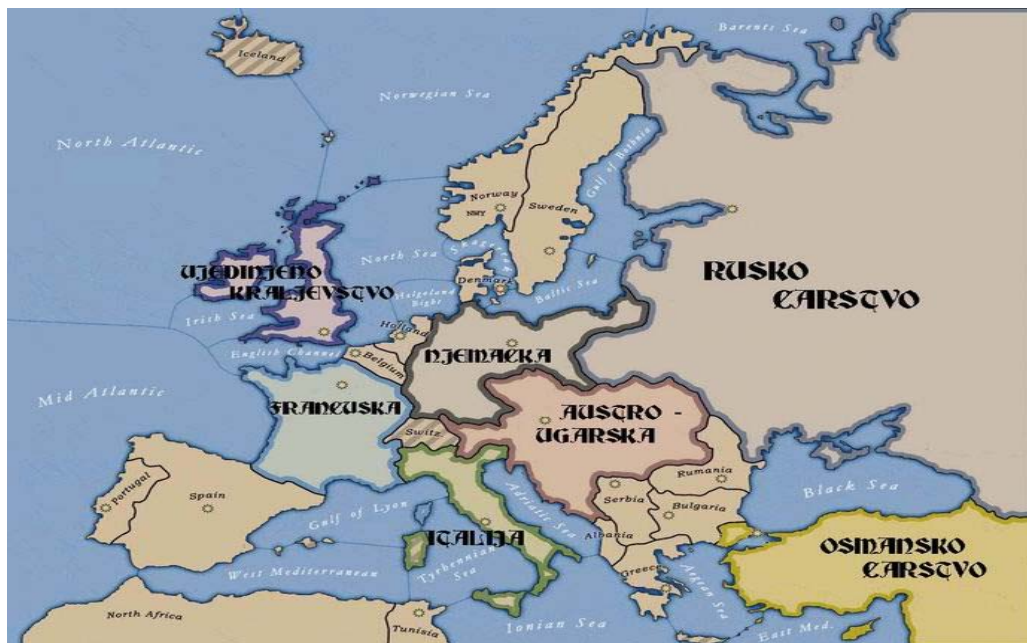 Barents Sea
Iceland
Norwegian Sea
North Atlantic
Gulf of Bothnia
Norway
NWY
Sweden
North Sea
Skagerrak
UJEDINJENO
KRALJEVSTVO
RUSKO
CARSTVO
Denmark
Helgoland
Bight
Baltic Sea
Irish Sea
Holland
English Channel
Belgium
NJEMAČKA
Mid Atlantic
FRANCUSKA
AUSTRO -
UGARSKA
Switz.
Rumania
Portugal
Spain
Serbia
Black Sea
Gulf of Lyon
Adriatic Sea
Bulgaria
ITALIJA
Albania
OSMANSKO
CARSTVO
Tyrhennian
Sea
West Mediterranean
Greece
Aegean Sea
North Africa
Tunisia
Ionian Sea
East Med.